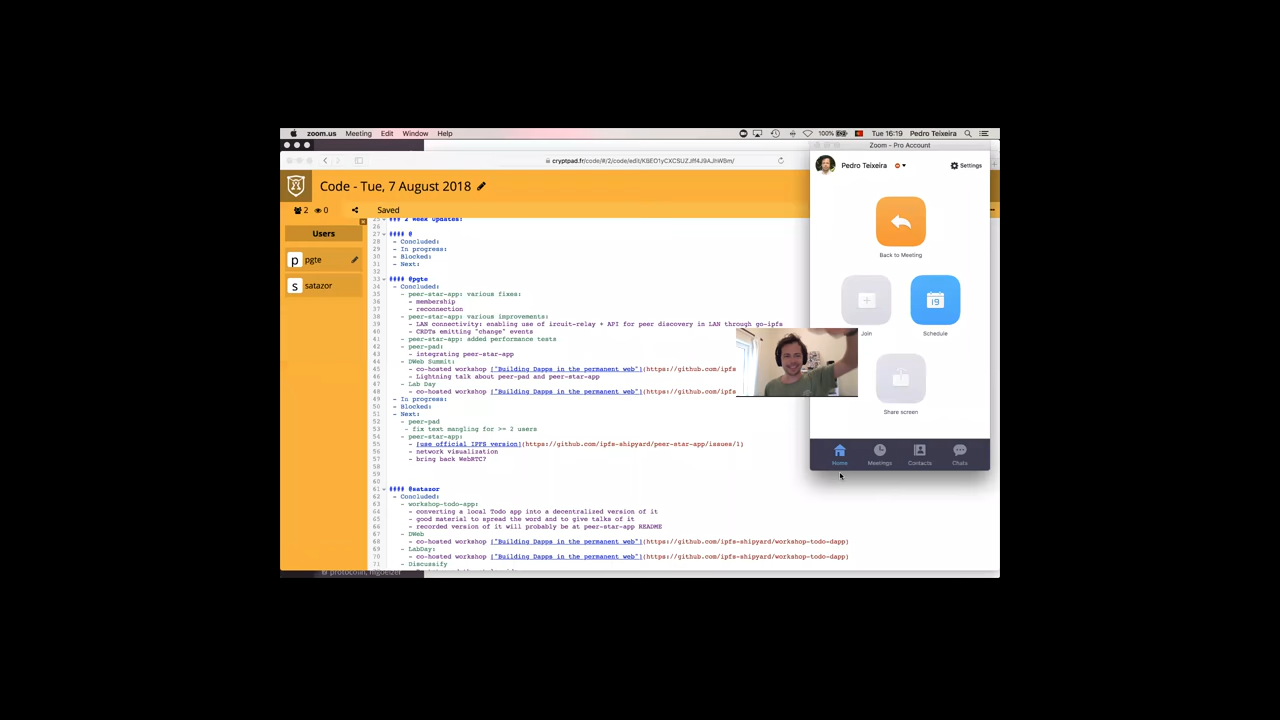 zoom.us Meeting Edit Window Help
100% Tue 16:19 Pedro Teixeira
Zoom - Pro Account
Pedro Teixeira
Settings
Back to Meeting
Join
19
Schedule
Share screen
Home
Meetings
Contacts
Chats
Code - Tue, 7 August 2018
2 0
Saved
Users
p pgte
s satazor
### 2 week updates:
26
27 #### @
28 - Concluded:
29 - In progress:
30 - Blocked:
31 - Next:
32
33 #### @pgte
34 - Concluded:
35 - peer-star-app: various fixes:
36 - membership
37 - reconnection
38 - peer-star-app: various improvements:
39 - LAN connectivity: enabling use of ircuit-relay + API for peer discovery in LAN through go-ipfs
40 - CRDTs emitting "change" events
41 - peer-star-app: added performance tests
42 - peer-pad:
43 - integrating peer-star-app
44 - DWeb Summit:
45 - co-hosted workshop ["Building Dapps in the permanent web"](https://github.com/ipfs
46 - Lightning talk about peer-pad and peer-star-app
47 - Lab Day
48 - co-hosted workshop ["Building Dapps in the permanent web"](https://github.com/ipfs
49 - In progress:
50 - Blocked:
51 - Next:
52 - peer-pad
53 - fix text mangling for >= 2 users
54 - peer-star-app:
55 - [use official IPFS version](https://github.com/ipfs-shipyard/peer-star-app/issues/1)
56 - network visualization
57 - bring back WebRTC?
58
59
60
61 #### @satazor
62 - Concluded:
63 - workshop-todo-app:
64 - converting a local Todo app into a decentralized version of it
65 - good material to spread the word and to give talks of it
66 - recorded version of it will probably be at peer-star-app README
67 - DWeb
68 - co-hosted workshop ["Building Dapps in the permanent web"](https://github.com/ipfs-shipyard/workshop-todo-dapp)
69 - LabDay:
70 - co-hosted workshop ["Building Dapps in the permanent web"](https://github.com/ipfs-shipyard/workshop-todo-dapp)
71 - Discussify